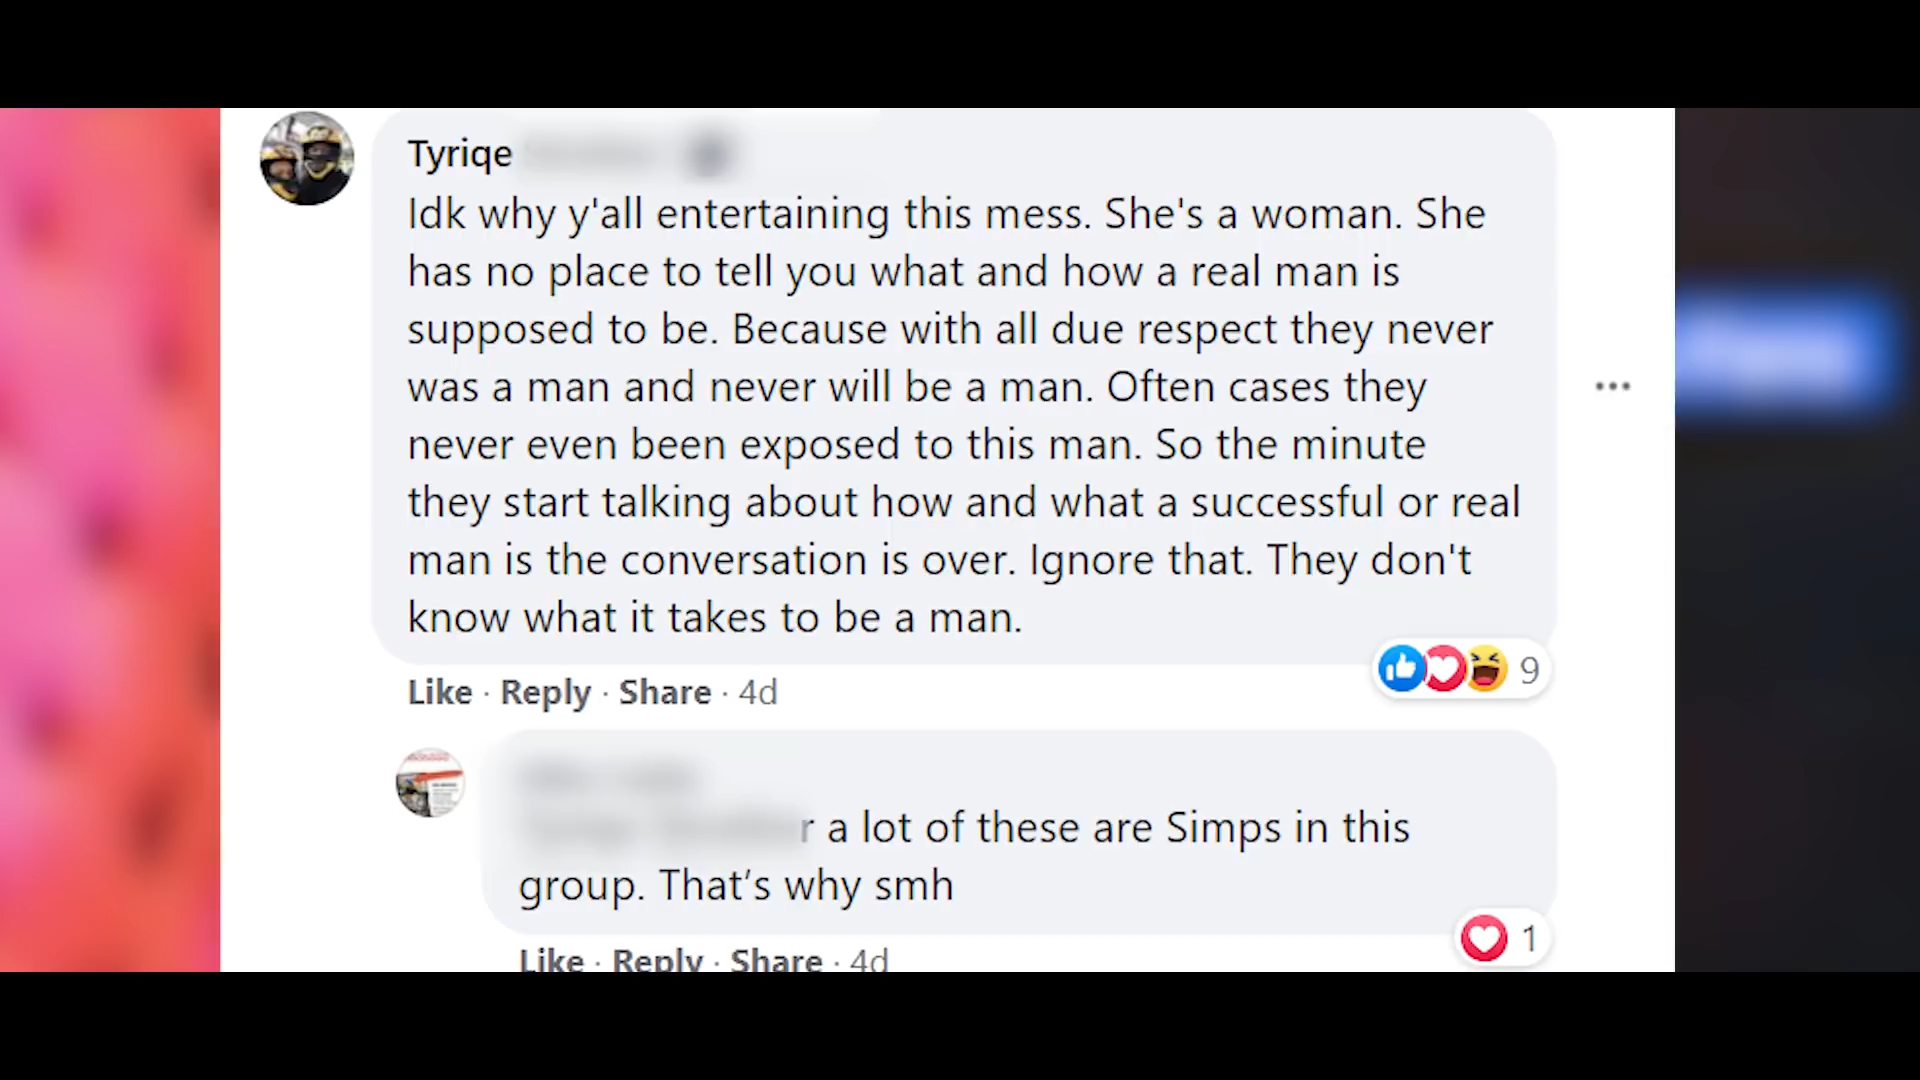 Tyriqe
Idk why y'all entertaining this mess. She's a woman. She
has no place to tell you what and how a real man is
supposed to be. Because with all due respect they never
was a man and never will be a man. Often cases they
never even been exposed to this man. So the minute
they start talking about how and what a successful or real
man is the conversation is over. Ignore that. They don't
know what it takes to be a man.
9
Like · Reply · Share · 4d
r a lot of these are Simps in this
group. That’s why smh
1
Like · Reply · Share · 4d